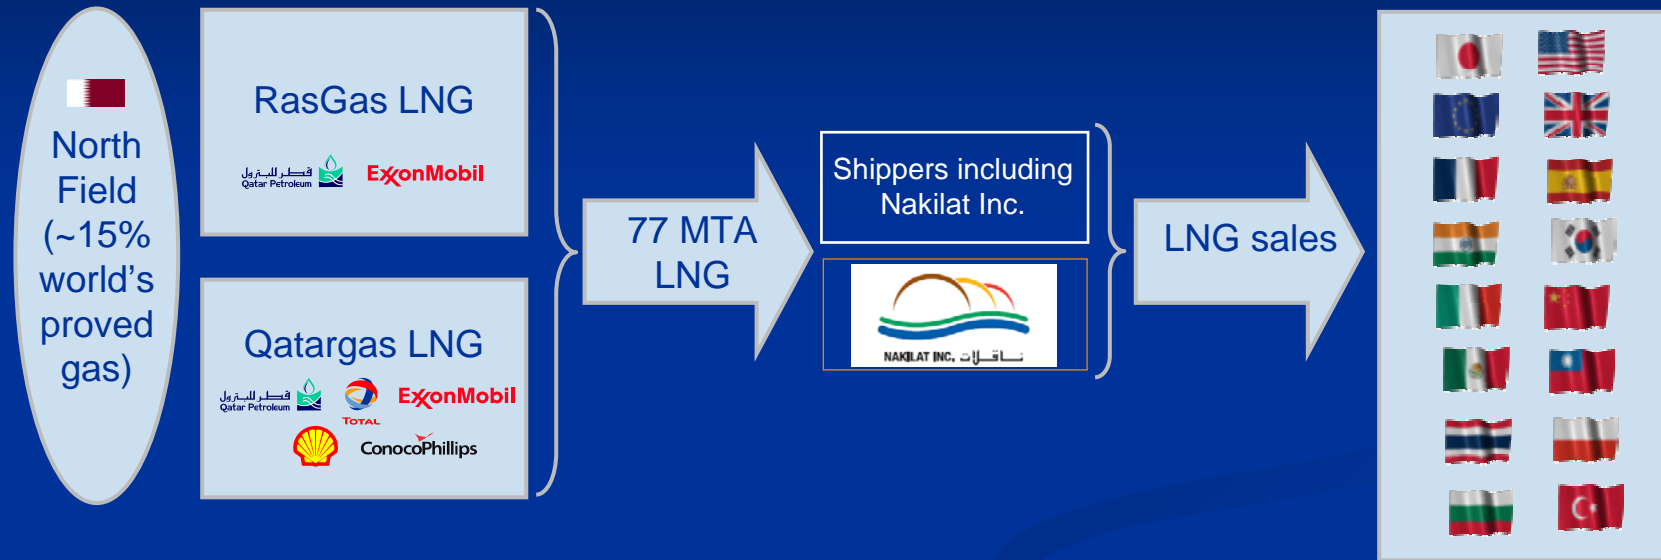 North
Field
(~15%
world's
proved
gas)
RasGas LNG
قطر للبترول
Qatar Petroleum
ExxonMobil
Qatargas LNG
قطر للبترول
Qatar Petroleum
TOTAL
ExxonMobil
ConocoPhillips
77 MTA
LNG
Shippers including
Nakilat Inc.
NAKILAT INC. ناقلات
LNG sales